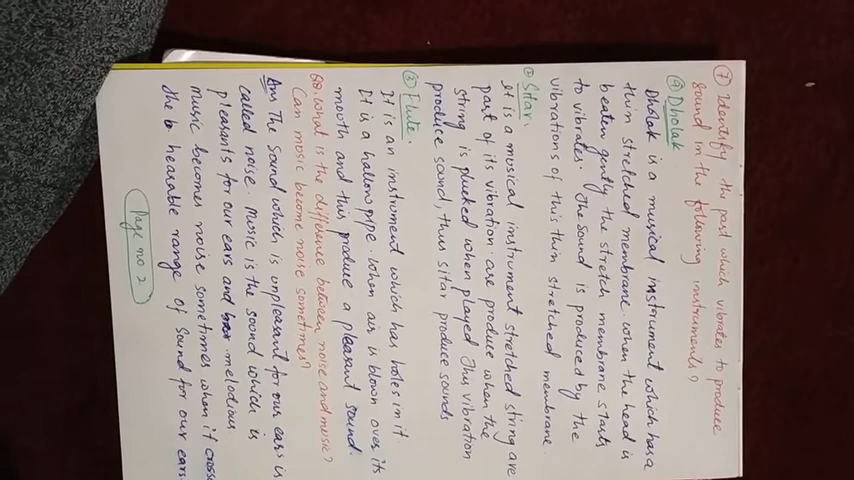 ⑦ Identify the part which vibrates to produce
sound in the following instruments?
ⓐ Dholak
Dholak is a musical instrument which has a
thin stretched membrane. when the head is
beaten gently the stretch membrane starts
to vibrates. The sound is produced by the
vibrations of this thin stretched membrane.
② Sitar.
It is a musical instrument stretched string are
part of its vibration. are produce when the
string is plucked when played This vibration
produce sound, thus sitar produce sounds
③ Flute.
It is an instrument which has holes in it.
It is a hallow pipe. When air is blown over its
mouth and this produce a pleasant sound.
Q8. What is the difference between noise and music?
Can music become noise sometimes?
Ans The sound which is unpleasant for our ears is
called noise. Music is the sound which is
pleasants for our ears and melodious
Music becomes noise sometimes when it cross
the hearable range of sound for our ears
Page no 2